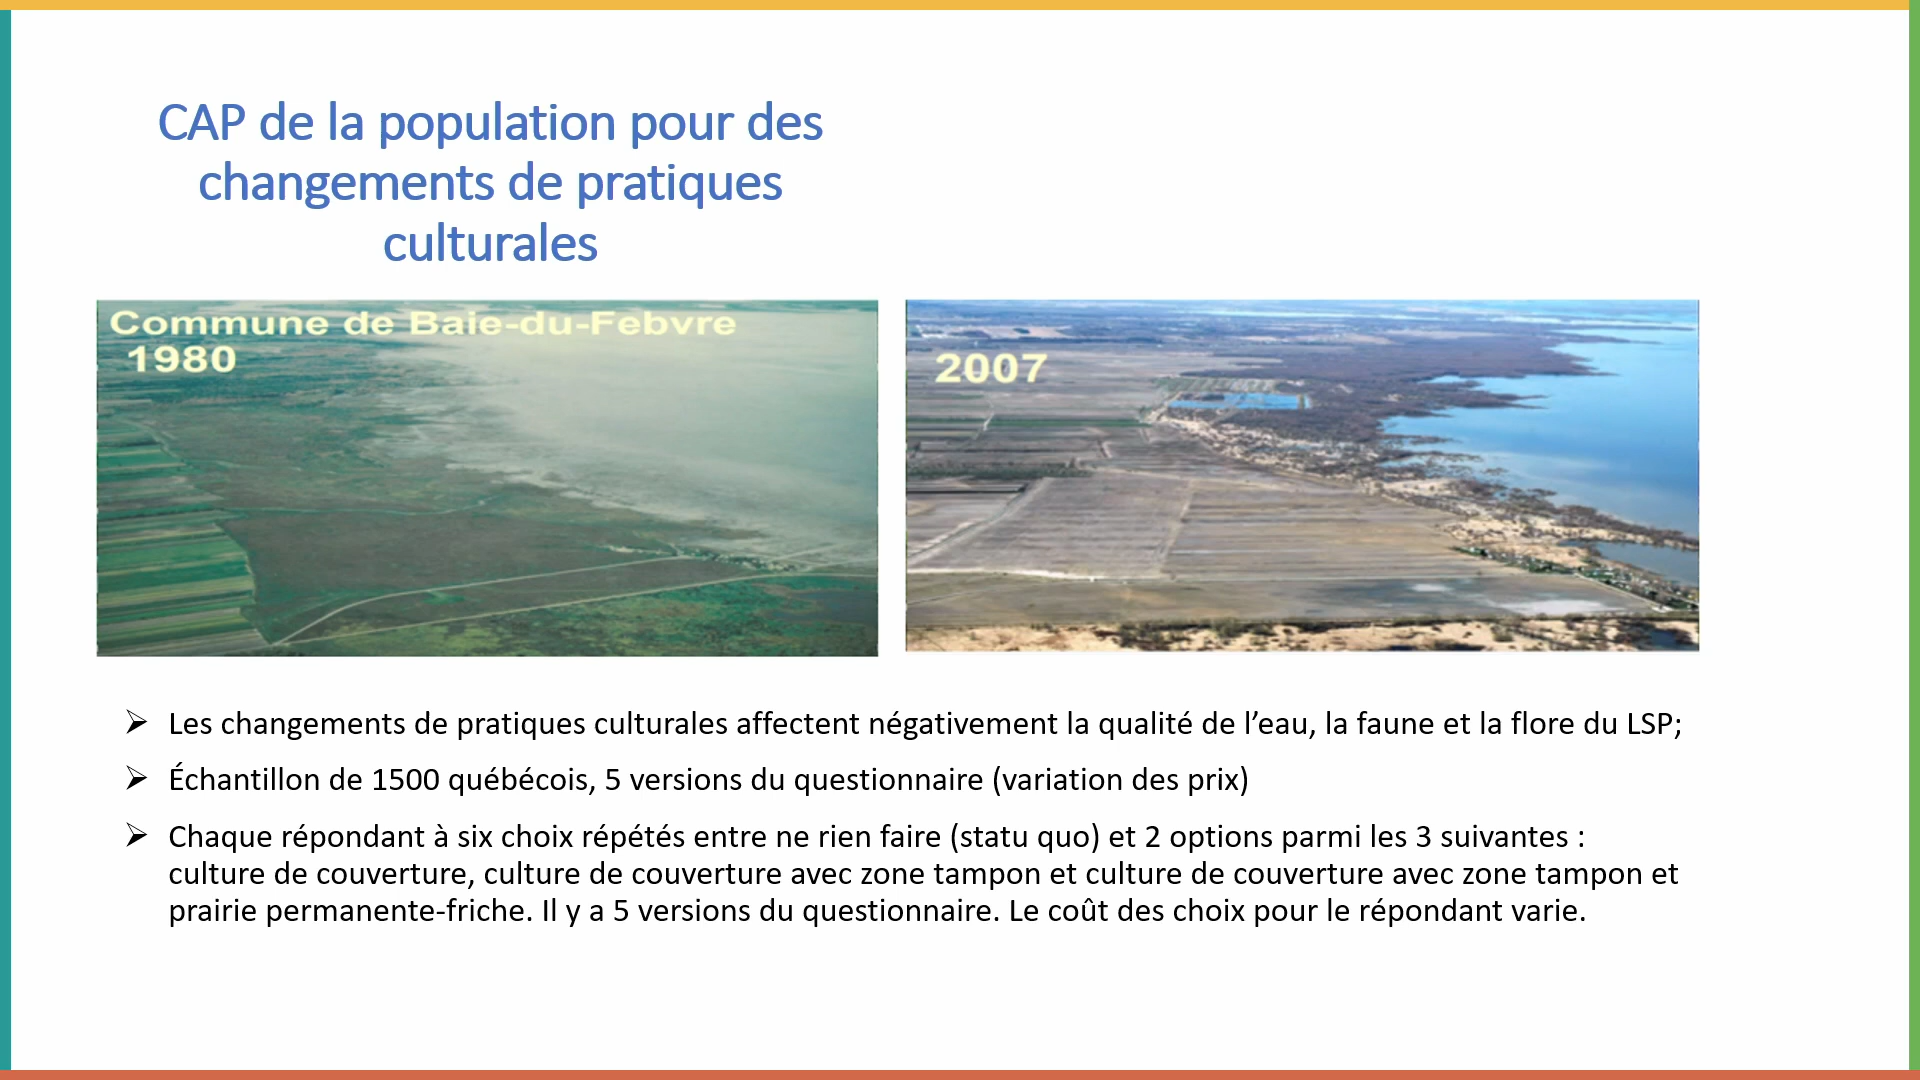 CAP de la population pour des
changements de pratiques
culturales
Commune de Baie-du-Febvre
1980
2007
➢ Les changements de pratiques culturales affectent négativement la qualité de l’eau, la faune et la flore du LSP;
➢ Échantillon de 1500 québécois, 5 versions du questionnaire (variation des prix)
➢ Chaque répondant à six choix répétés entre ne rien faire (statu quo) et 2 options parmi les 3 suivantes :
culture de couverture, culture de couverture avec zone tampon et culture de couverture avec zone tampon et
prairie permanente-friche. Il y a 5 versions du questionnaire. Le coût des choix pour le répondant varie.